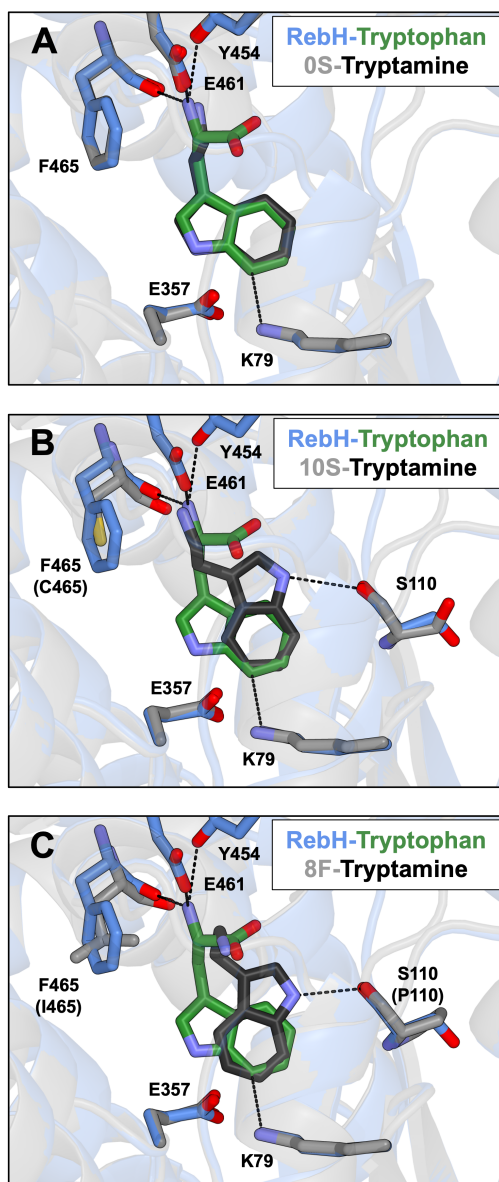 A
RebH-Tryptophan
0S-Tryptamine
Y454
E461
F465
E357
K79
B
RebH-Tryptophan
10S-Tryptamine
Y454
E461
F465
(C465)
S110
E357
K79
C
RebH-Tryptophan
8F-Tryptamine
Y454
E461
F465
(I465)
S110
(P110)
E357
K79